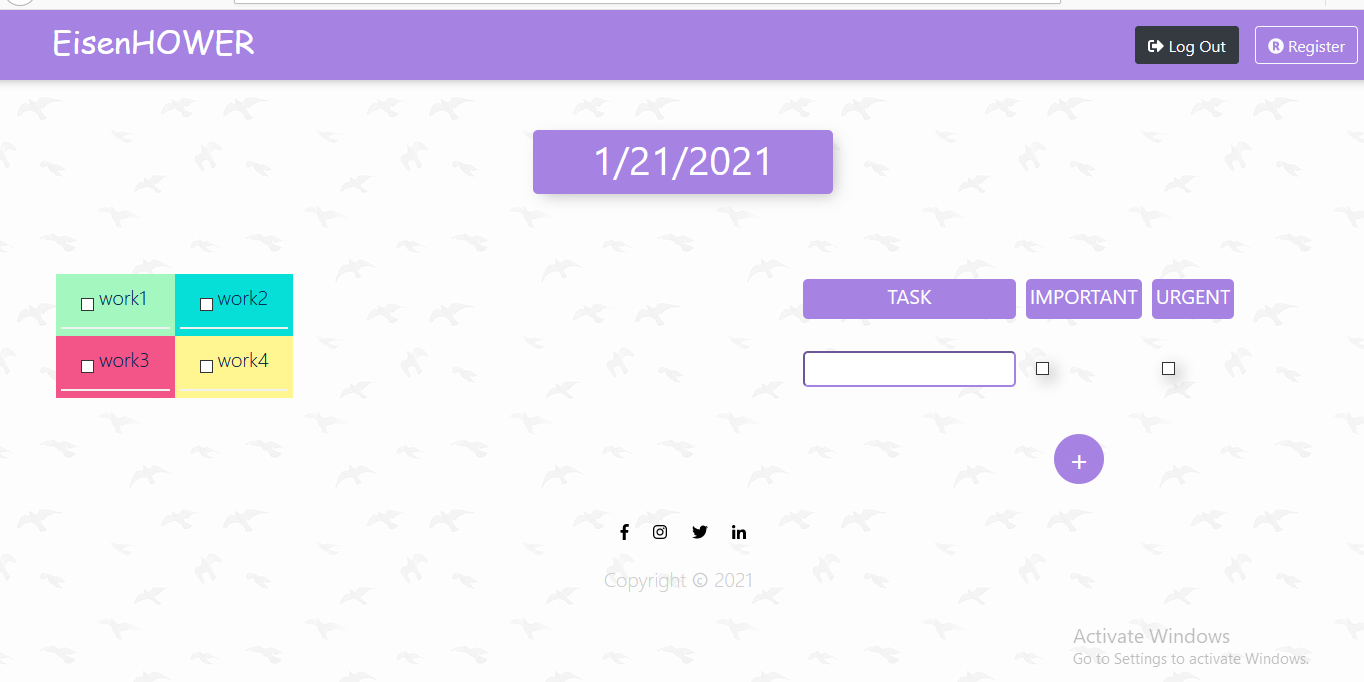 EisenHOWER
Log Out
Register
1/21/2021
work1
work2
work3
work4
TASK
IMPORTANT
URGENT
+
Copyright © 2021
Activate Windows
Go to Settings to activate Windows.